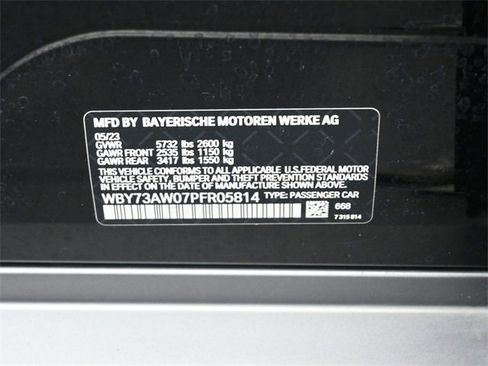 MFD BY BAYERISCHE MOTOREN WERKE AG
05/23
GVWR 5732 lbs 2600 kg
GAWR FRONT 2535 lbs 1150 kg
GAWR REAR 3417 lbs 1550 kg
THIS VEHICLE CONFORMS TO ALL APPLICABLE U.S.FEDERAL MOTOR
VEHICLE SAFETY, BUMPER, AND THEFT PREVENTION STANDARDS IN
EFFECT ON THE DATE OF MANUFACTURE SHOWN ABOVE.
WBY73AW07PFR05814 TYPE: PASSENGER CAR
668
7 315 814